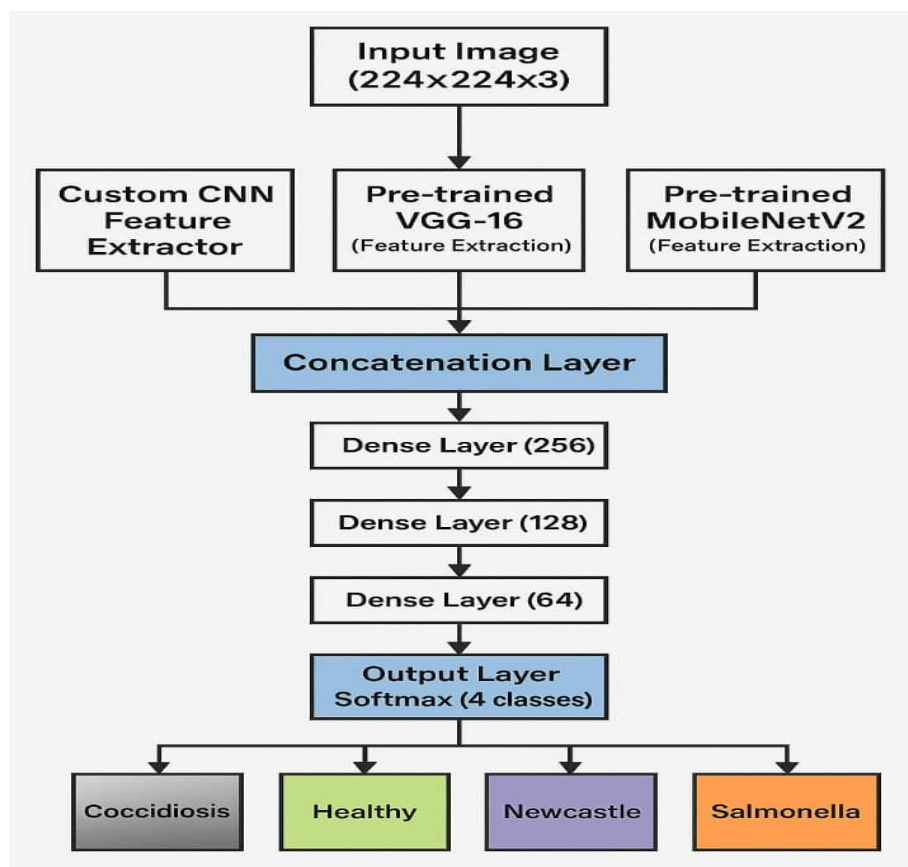 Input Image
(224x224x3)
Custom CNN
Feature
Extractor
Pre-trained
VGG-16
(Feature Extraction)
Pre-trained
MobileNetV2
(Feature Extraction)
Concatenation Layer
Dense Layer (256)
Dense Layer (128)
Dense Layer (64)
Output Layer
Softmax (4 classes)
Coccidiosis
Healthy
Newcastle
Salmonella